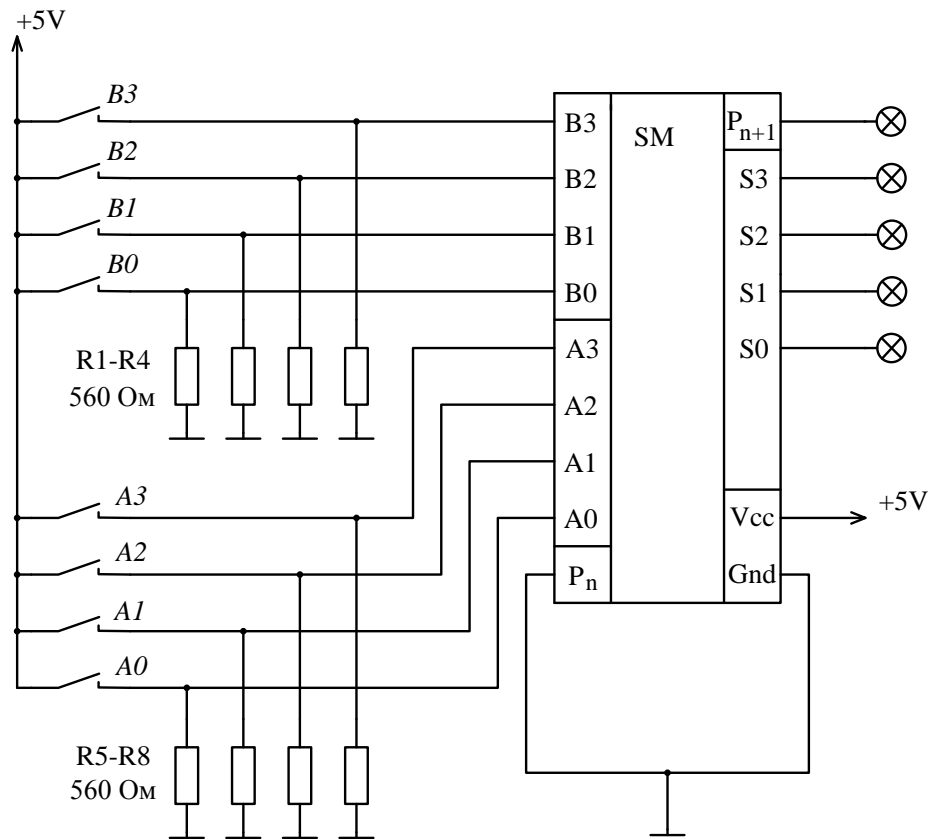 +5V
B3
B2
B1
B0
R1-R4
560 Ом
A3
A2
A1
A0
R5-R8
560 Ом
B3
B2
B1
B0
A3
A2
A1
A0
Pn
SM
Pn+1
S3
S2
S1
S0
Vcc
Gnd
+5V